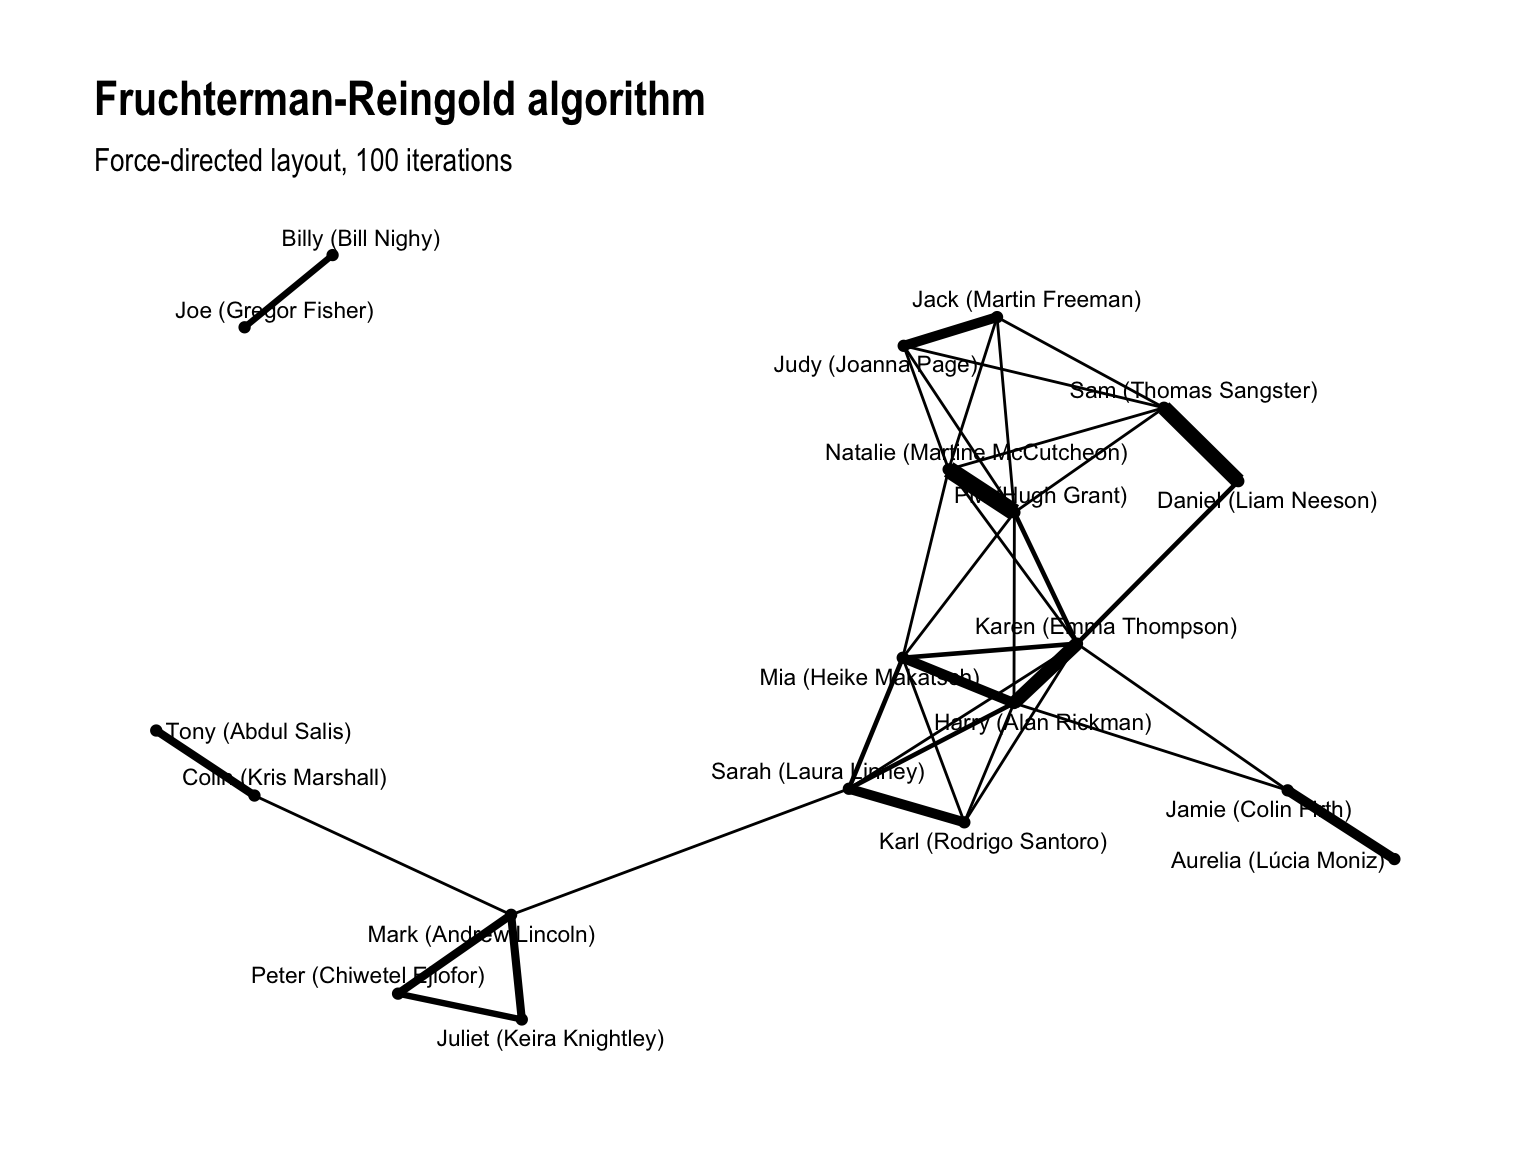 Fruchterman-Reingold algorithm
Force-directed layout, 100 iterations
Billy (Bill Nighy)
Joe (Gregor Fisher)
Jack (Martin Freeman)
Judy (Joanna Page)
Sam (Thomas Sangster)
Natalie (Martine McCutcheon)
PM (Hugh Grant)
Daniel (Liam Neeson)
Karen (Emma Thompson)
Mia (Heike Makatsch)
Harry (Alan Rickman)
Tony (Abdul Salis)
Colin (Kris Marshall)
Sarah (Laura Linney)
Jamie (Colin Firth)
Karl (Rodrigo Santoro)
Aurelia (Lúcia Moniz)
Mark (Andrew Lincoln)
Peter (Chiwetel Ejiofor)
Juliet (Keira Knightley)